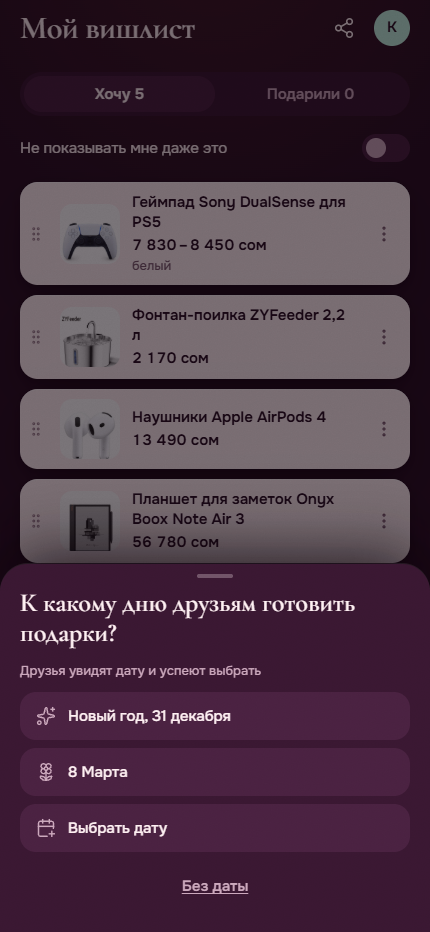 Мой вишлист
К
Хочу 5
Подарили 0
Не показывать мне даже это
Геймпад Sony DualSense для
PS5
7 830 – 8 450 сом
белый
ZYFeeder
Фонтан-поилка ZYFeeder 2,2
л
2 170 сом
Наушники Apple AirPods 4
13 490 сом
Планшет для заметок Onyx
Boox Note Air 3
56 780 сом
К какому дню друзьям готовить
подарки?
Друзья увидят дату и успеют выбрать
Новый год, 31 декабря
8 Марта
Выбрать дату
Без даты